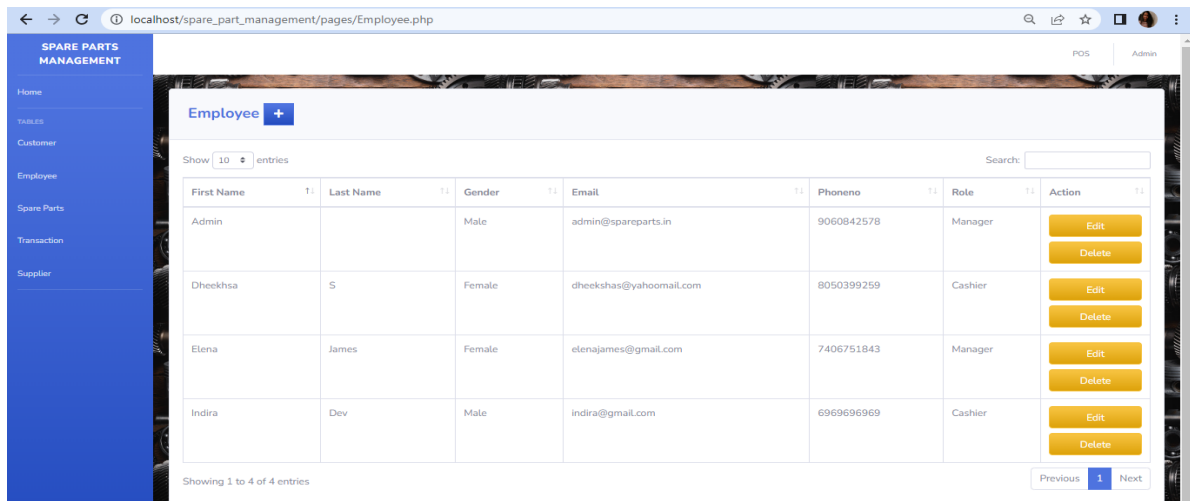 localhost/spare_part_management/pages/Employee.php
SPARE PARTS
MANAGEMENT
POS Admin
Home
TABLES
Customer
Employee
Spare Parts
Transaction
Supplier
Employee +
Show 10 entries Search:
First Name Last Name Gender Email Phoneno Role Action
Admin Male admin@spareparts.in 9060842578 Manager Edit
Delete
Dheekhsa S Female dheekshas@yahoomail.com 8050399259 Cashier Edit
Delete
Elena James Female elenajames@gmail.com 7406751843 Manager Edit
Delete
Indira Dev Male indira@gmail.com 6969696969 Cashier Edit
Delete
Showing 1 to 4 of 4 entries Previous 1 Next